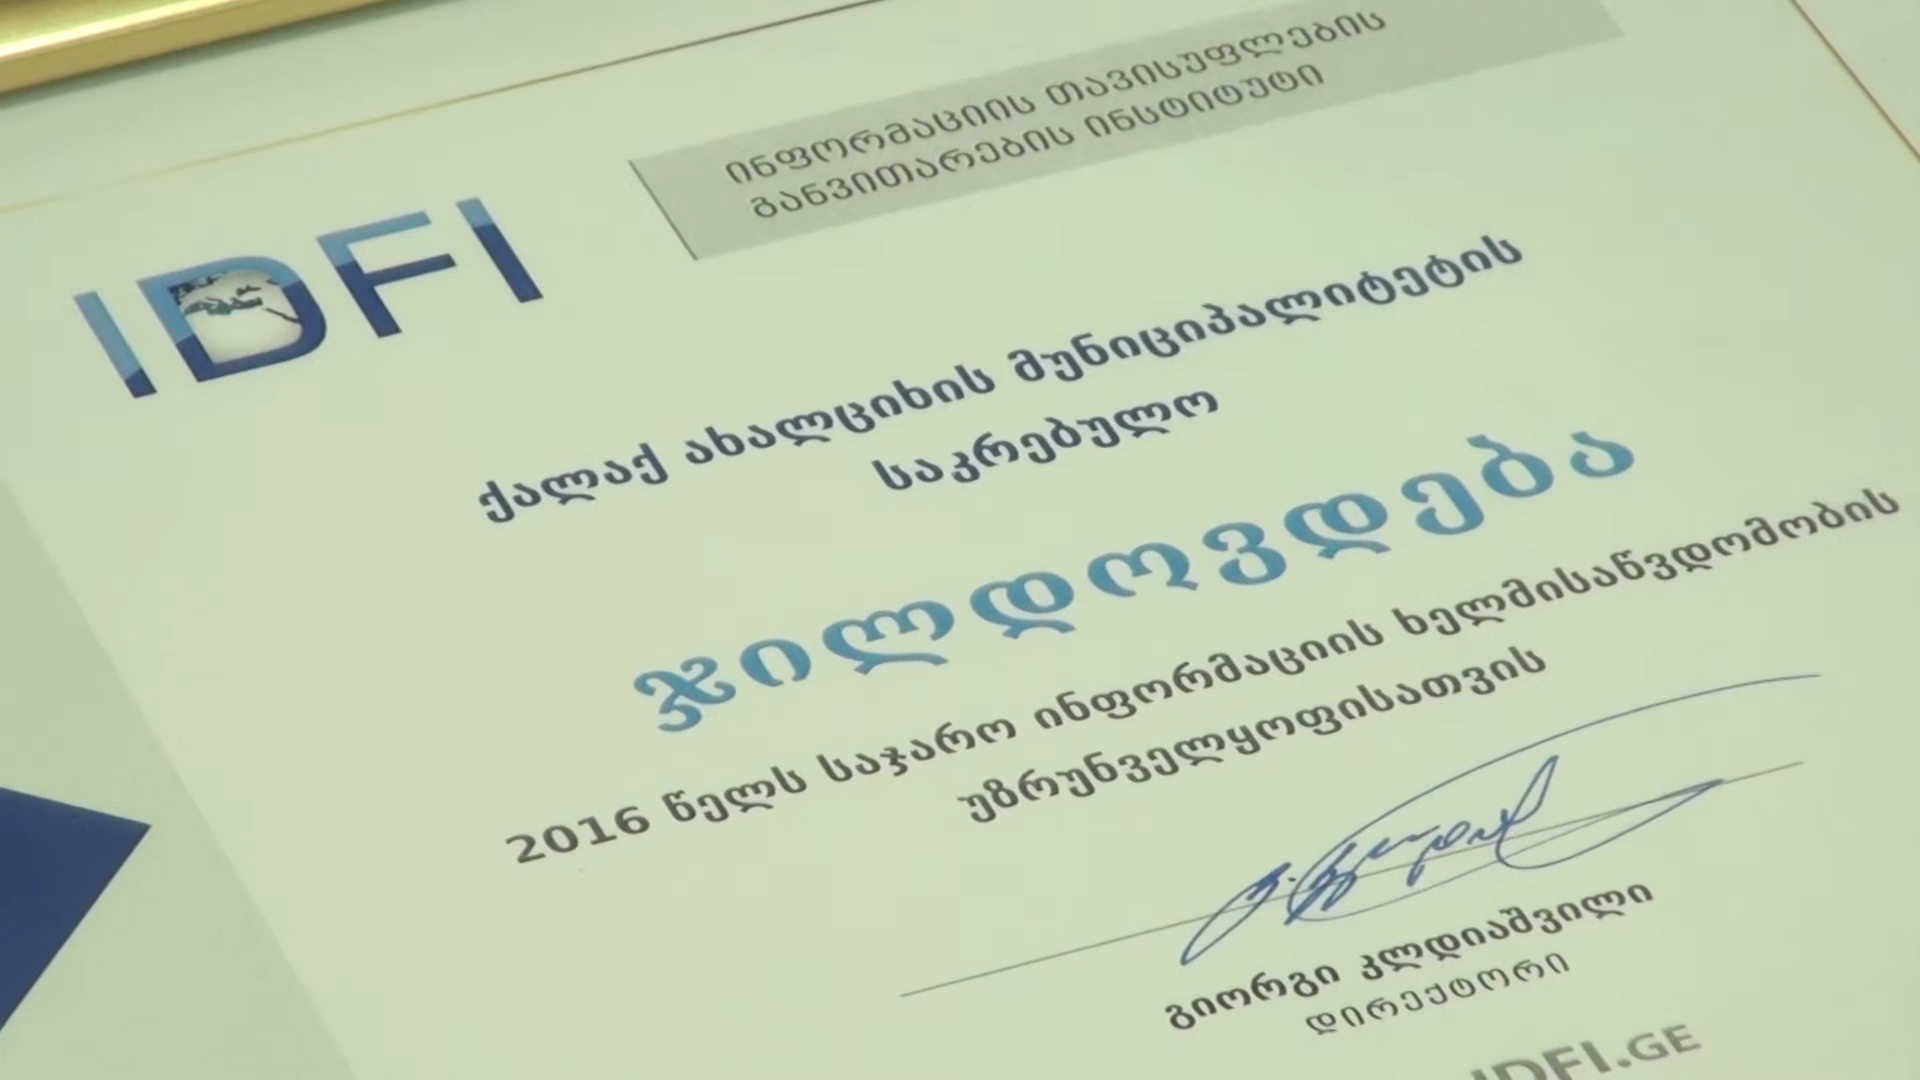 IDFI
ინფორმაციის თავისუფლების
განვითარების ინსტიტუტი
ქალაქ ახალციხის მუნიციპალიტეტის
საკრებულო
ჯილდოვდება
2016 წელს საჯარო ინფორმაციის ხელმისაწვდომობის
უზრუნველყოფისათვის
გიორგი კლდიაშვილი
დირექტორი
IDFI.GE